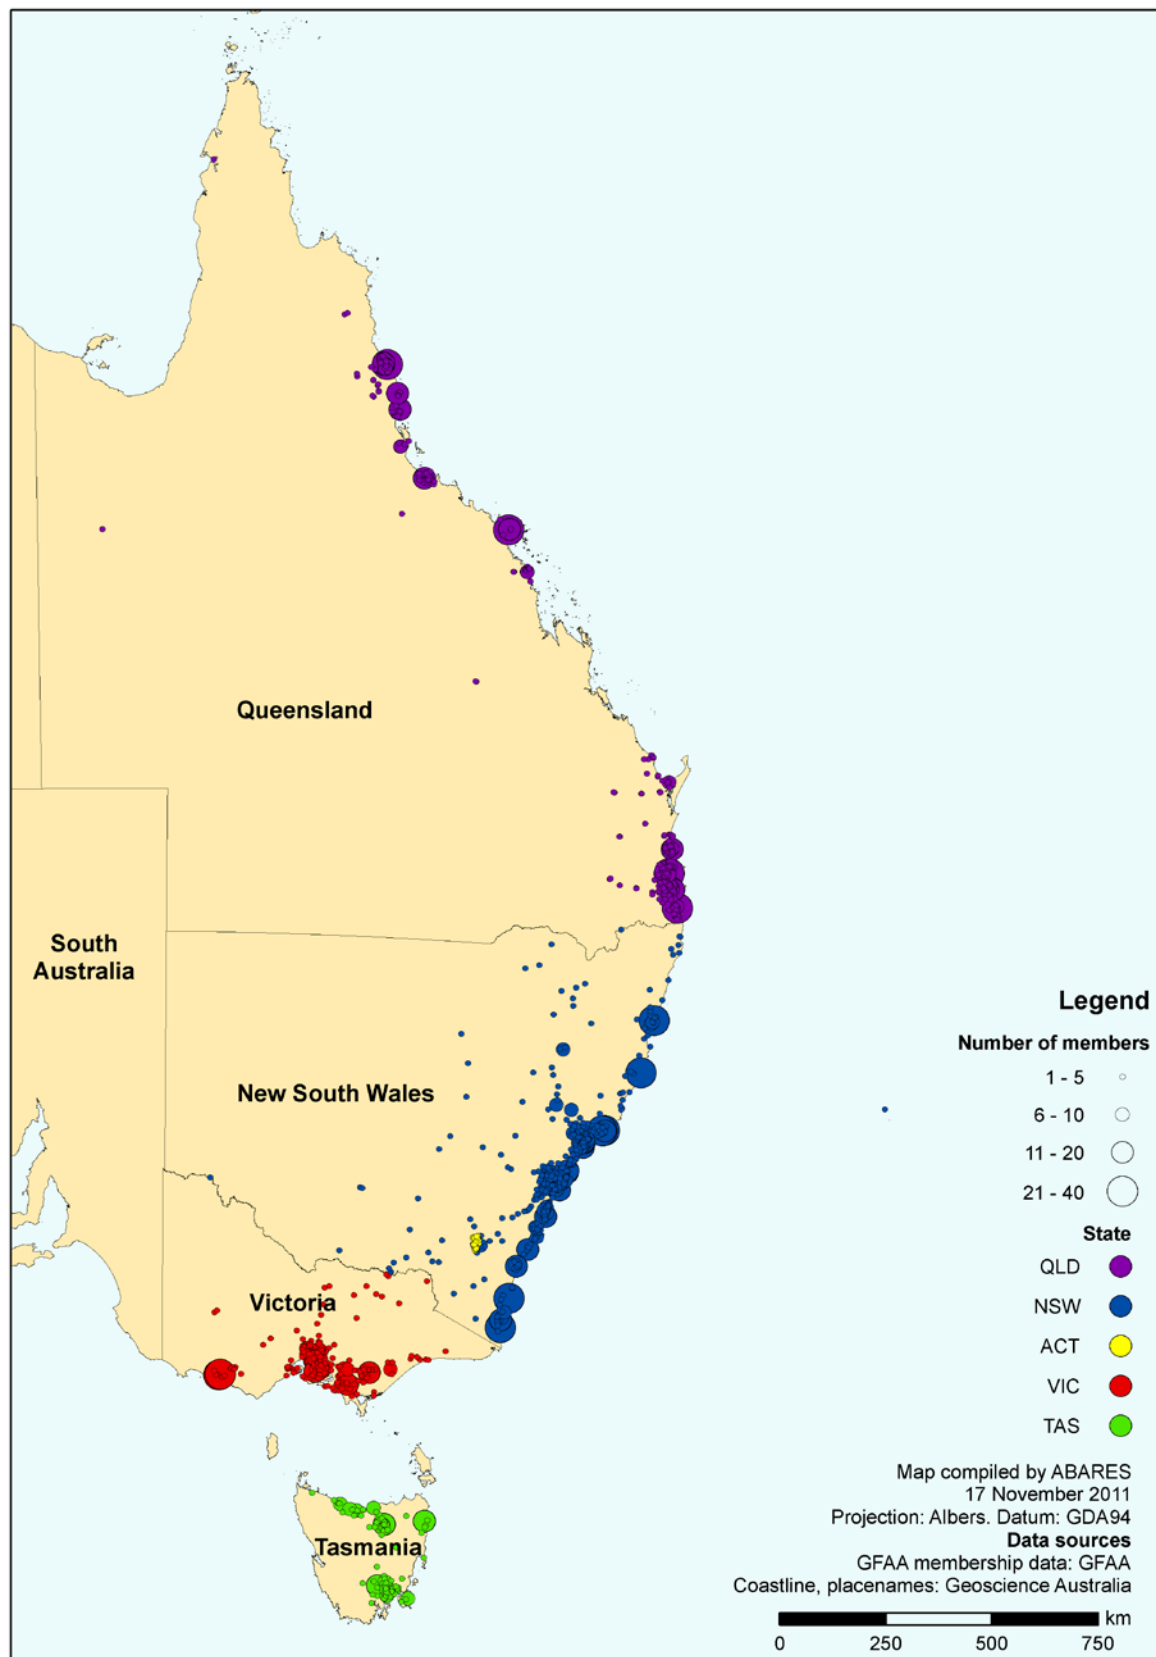 Queensland
South
Australia
New South Wales
Victoria
Tasmania
Legend
Number of members
1 - 5
6 - 10
11 - 20
21 - 40
State
QLD
NSW
ACT
VIC
TAS
Map compiled by ABARES
17 November 2011
Projection: Albers. Datum: GDA94
Data sources
GFAA membership data: GFAA
Coastline, placenames: Geoscience Australia
km
0 250 500 750